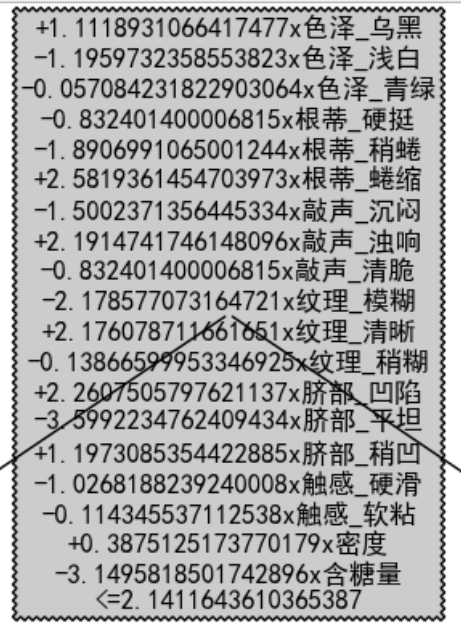 +1.1118931066417477x色泽_乌黑
-1.1959732358553823x色泽_浅白
-0.057084231822903064x色泽_青绿
-0.832401400006815x根蒂_硬挺
-1.8906991065001244x根蒂_稍蜷
+2.5819361454703973x根蒂_蜷缩
-1.5002371356445334x敲声_沉闷
+2.1914741746148096x敲声_浊响
-0.832401400006815x敲声_清脆
-2.178577073164721x纹理_模糊
+2.176078711661651x纹理_清晰
-0.13866599953346925x纹理_稍糊
+2.2607505797621137x脐部_凹陷
-3.5992234762409434x脐部_平坦
+1.1973085354422885x脐部_稍凹
-1.0268188239240008x触感_硬滑
-0.114345537112538x触感_软粘
+0.3875125173770179x密度
-3.1495818501742896x含糖量
<=2.1411643610365387